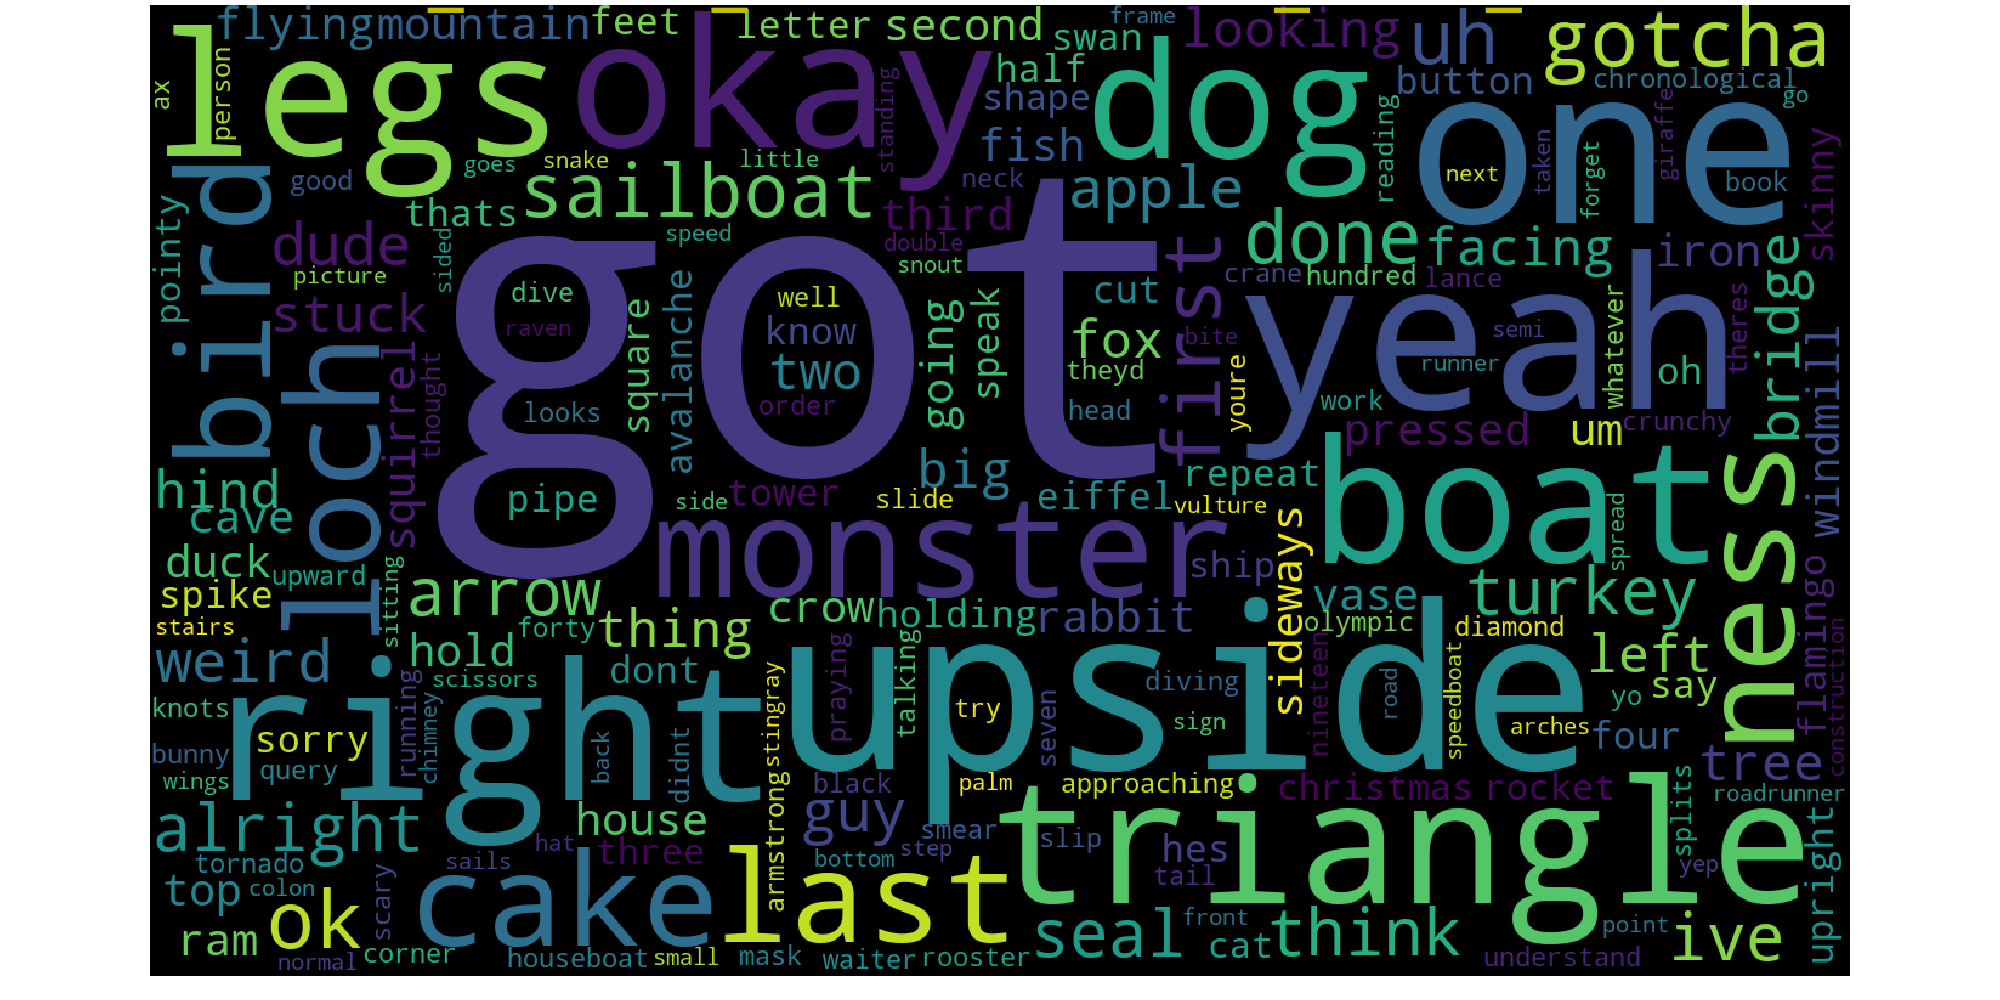 flying mountain feet letter second frame swan looking uh gotcha
legs okay half dog button chronological
ax person standing shape one go
bird fish reading giraffe skinny
good goes snake little neck apple taken next forget book
pointy thats sailboat third done facing iron
dude sided speed double first
picture snout crane hundred lance bridge
stuck dive well got cut yeah theres
raven know going speak fox bite semi
squirrel thought square avalanche two theyd youre runner whatever oh windmill
looks order head work
pressed um crunchy
loch big boat ness
hind pipe side tower slide eiffel repeat
cave monster vulture sideways spread
duck upward ship
spike arrow crow holding rabbit vase turkey
stairs sitting forty thing olympic diamond flamingo
weird hold talking nineteen left
scissors dont praying diving speedboat say construction
knots right upside try seven sign road yo
sorry running chimney back didnt stingray arches four
bunny query black palm approaching christmas rocket tree
wings roadrunner
alright house armstrong guy smear slip triangle splits upright
tornado hat three step hes yep
top colon scary sails cake bottom last tail
ok seal front cat think point ive
ram corner
normal houseboat small mask waiter rooster understand